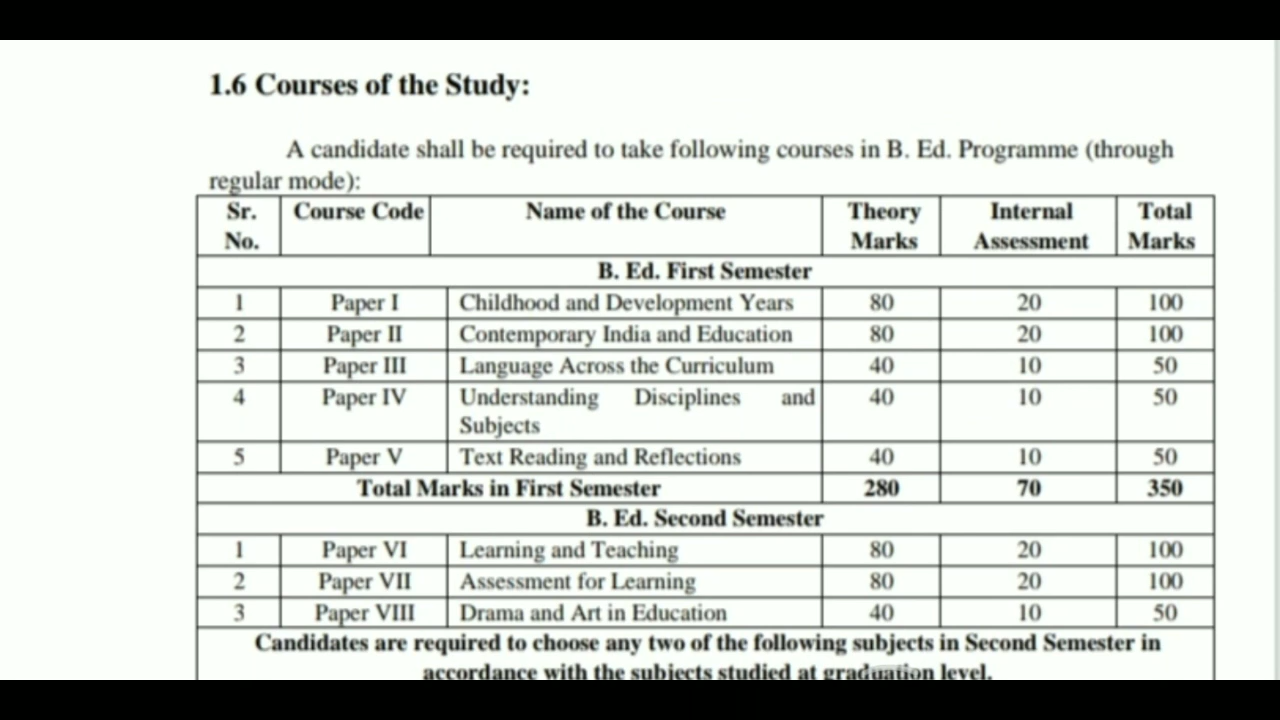 1.6 Courses of the Study:
A candidate shall be required to take following courses in B. Ed. Programme (through
regular mode):
Sr. No. Course Code Name of the Course Theory Marks Internal Assessment Total Marks
B. Ed. First Semester
1 Paper I Childhood and Development Years 80 20 100
2 Paper II Contemporary India and Education 80 20 100
3 Paper III Language Across the Curriculum 40 10 50
4 Paper IV Understanding Disciplines and Subjects 40 10 50
5 Paper V Text Reading and Reflections 40 10 50
Total Marks in First Semester 280 70 350
B. Ed. Second Semester
1 Paper VI Learning and Teaching 80 20 100
2 Paper VII Assessment for Learning 80 20 100
3 Paper VIII Drama and Art in Education 40 10 50
Candidates are required to choose any two of the following subjects in Second Semester in
accordance with the subjects studied at graduation level.